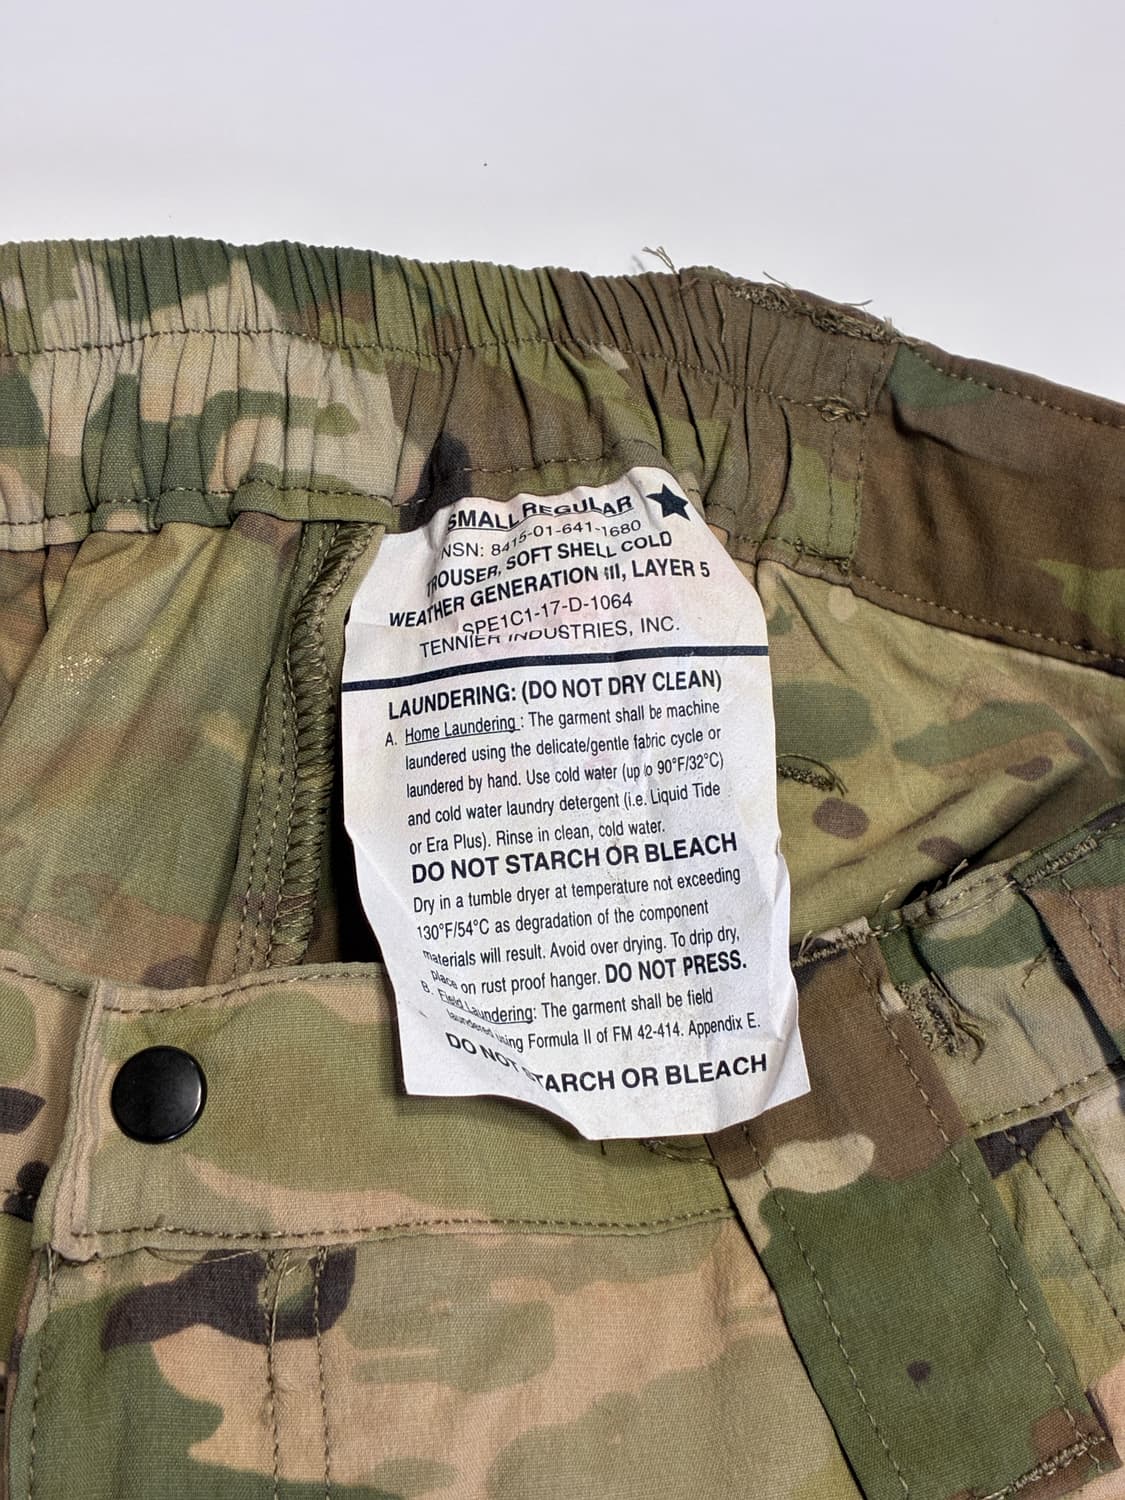 SMALL REGULAR
NSN: 8415-01-641-1680
TROUSER, SOFT SHELL COLD
WEATHER GENERATION III, LAYER 5
SPE1C1-17-D-1064
TENNIER INDUSTRIES, INC.
LAUNDERING: (DO NOT DRY CLEAN)
A. Home Laundering : The garment shall be machine
laundered using the delicate/gentle fabric cycle or
laundered by hand. Use cold water (up to 90°F/32°C)
and cold water laundry detergent (i.e. Liquid Tide
or Era Plus). Rinse in clean, cold water.
DO NOT STARCH OR BLEACH
Dry in a tumble dryer at temperature not exceeding
130°F/54°C as degradation of the component
materials will result. Avoid over drying. To drip dry,
place on rust proof hanger. DO NOT PRESS.
B. Field Laundering: The garment shall be field
laundered using Formula II of FM 42-414. Appendix E.
DO NOT STARCH OR BLEACH